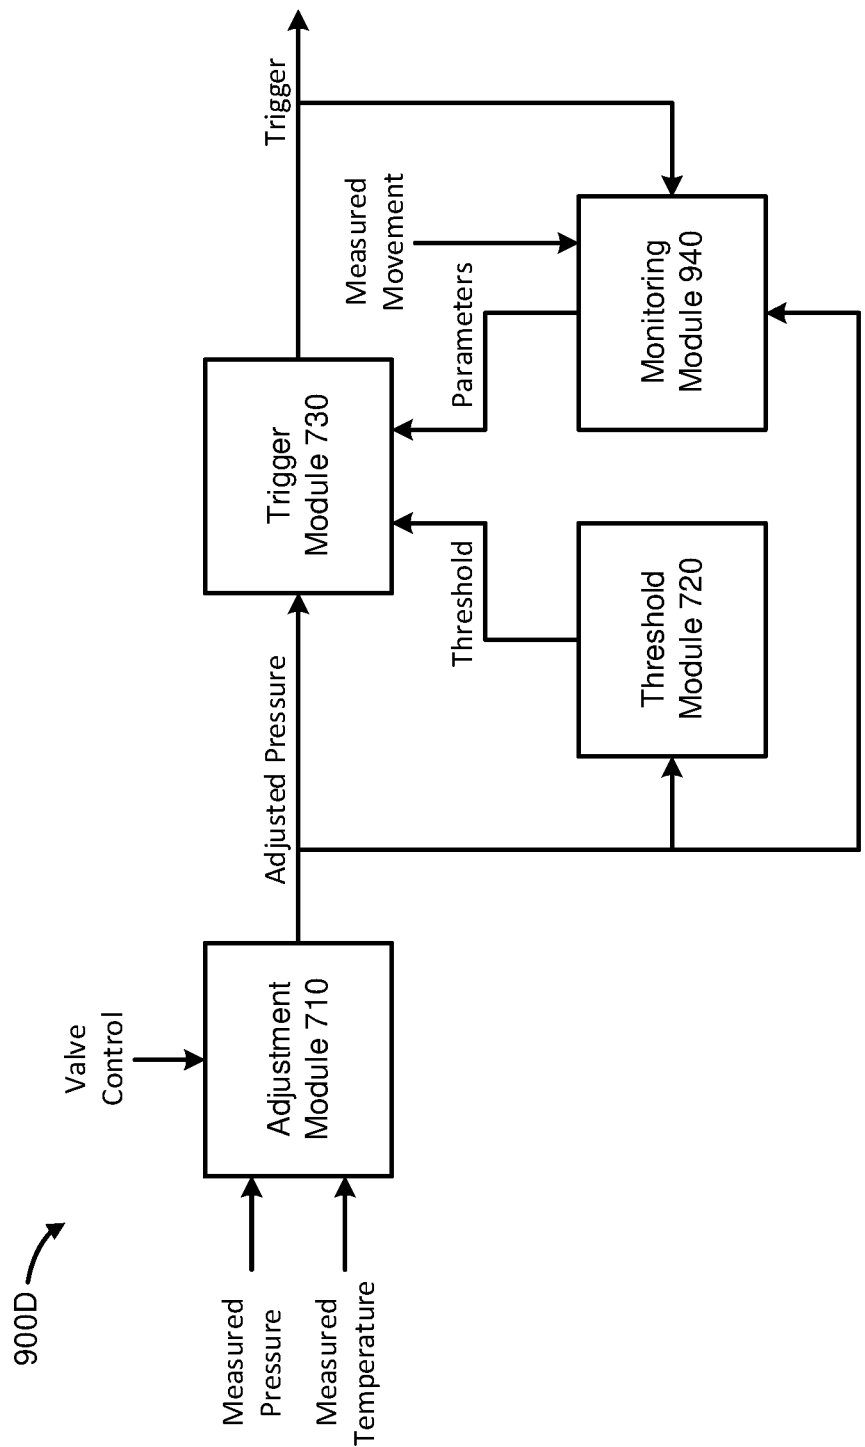 900D
Measured
Pressure
Measured
Temperature
Valve
Control
Adjustment
Module 710
Adjusted Pressure
Trigger
Module 730
Trigger
Threshold
Parameters
Measured
Movement
Threshold
Module 720
Monitoring
Module 940